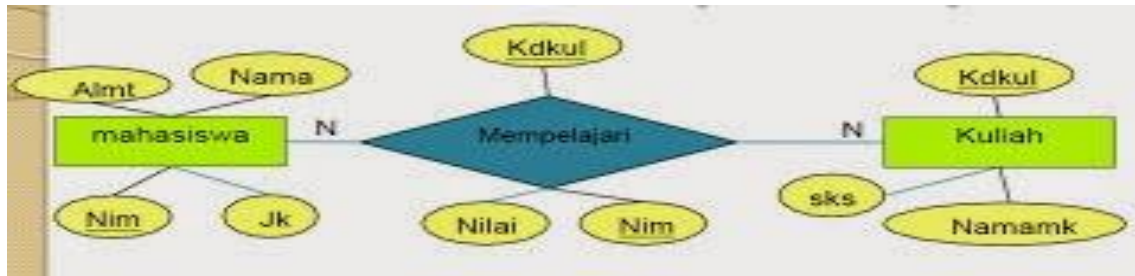 Kdkul
Almt
Nama
Kdkul
mahasiswa
N
Mempelajari
N
Kuliah
Nim
Jk
Nilai
Nim
sks
Namamk